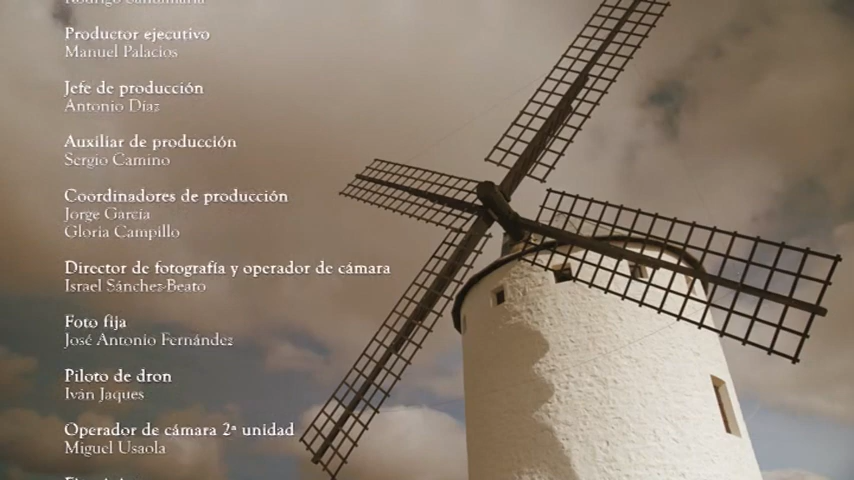 Productor ejecutivo
Manuel Palacios
Jefe de producción
Antonio Díaz
Auxiliar de producción
Sergio Camino
Coordinadores de producción
Jorge García
Gloria Campillo
Director de fotografía y operador de cámara
Israel Sánchez-Beato
Foto fija
José Antonio Fernández
Piloto de dron
Iván Jaques
Operador de cámara 2ª unidad
Miguel Usaola